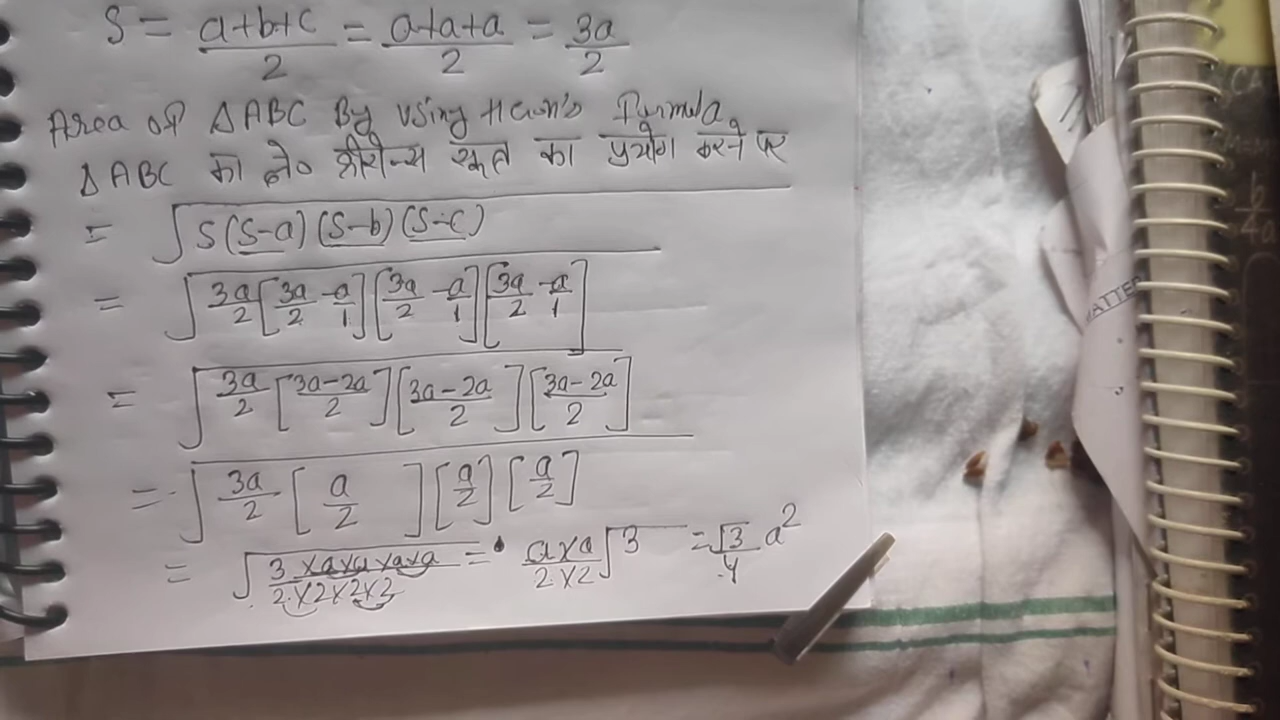 S = a+b+c/2 = a+a+a/2 = 3a/2
Area of ΔABC By using Heron's Formula
ΔABC का क्षे० हीरोन्स सूत्र का प्रयोग करने पर
= √S(S-a)(S-b)(S-c)
= √3a/2[3a/2 - a/1][3a/2 - a/1][3a/2 - a/1]
= √3a/2[3a-2a/2][3a-2a/2][3a-2a/2]
= √3a/2[a/2][a/2][a/2]
= √3×a×a×a×a/2×2×2×2 = a×a/2×2√3 = √3/4 a²
MATTER
b/4a